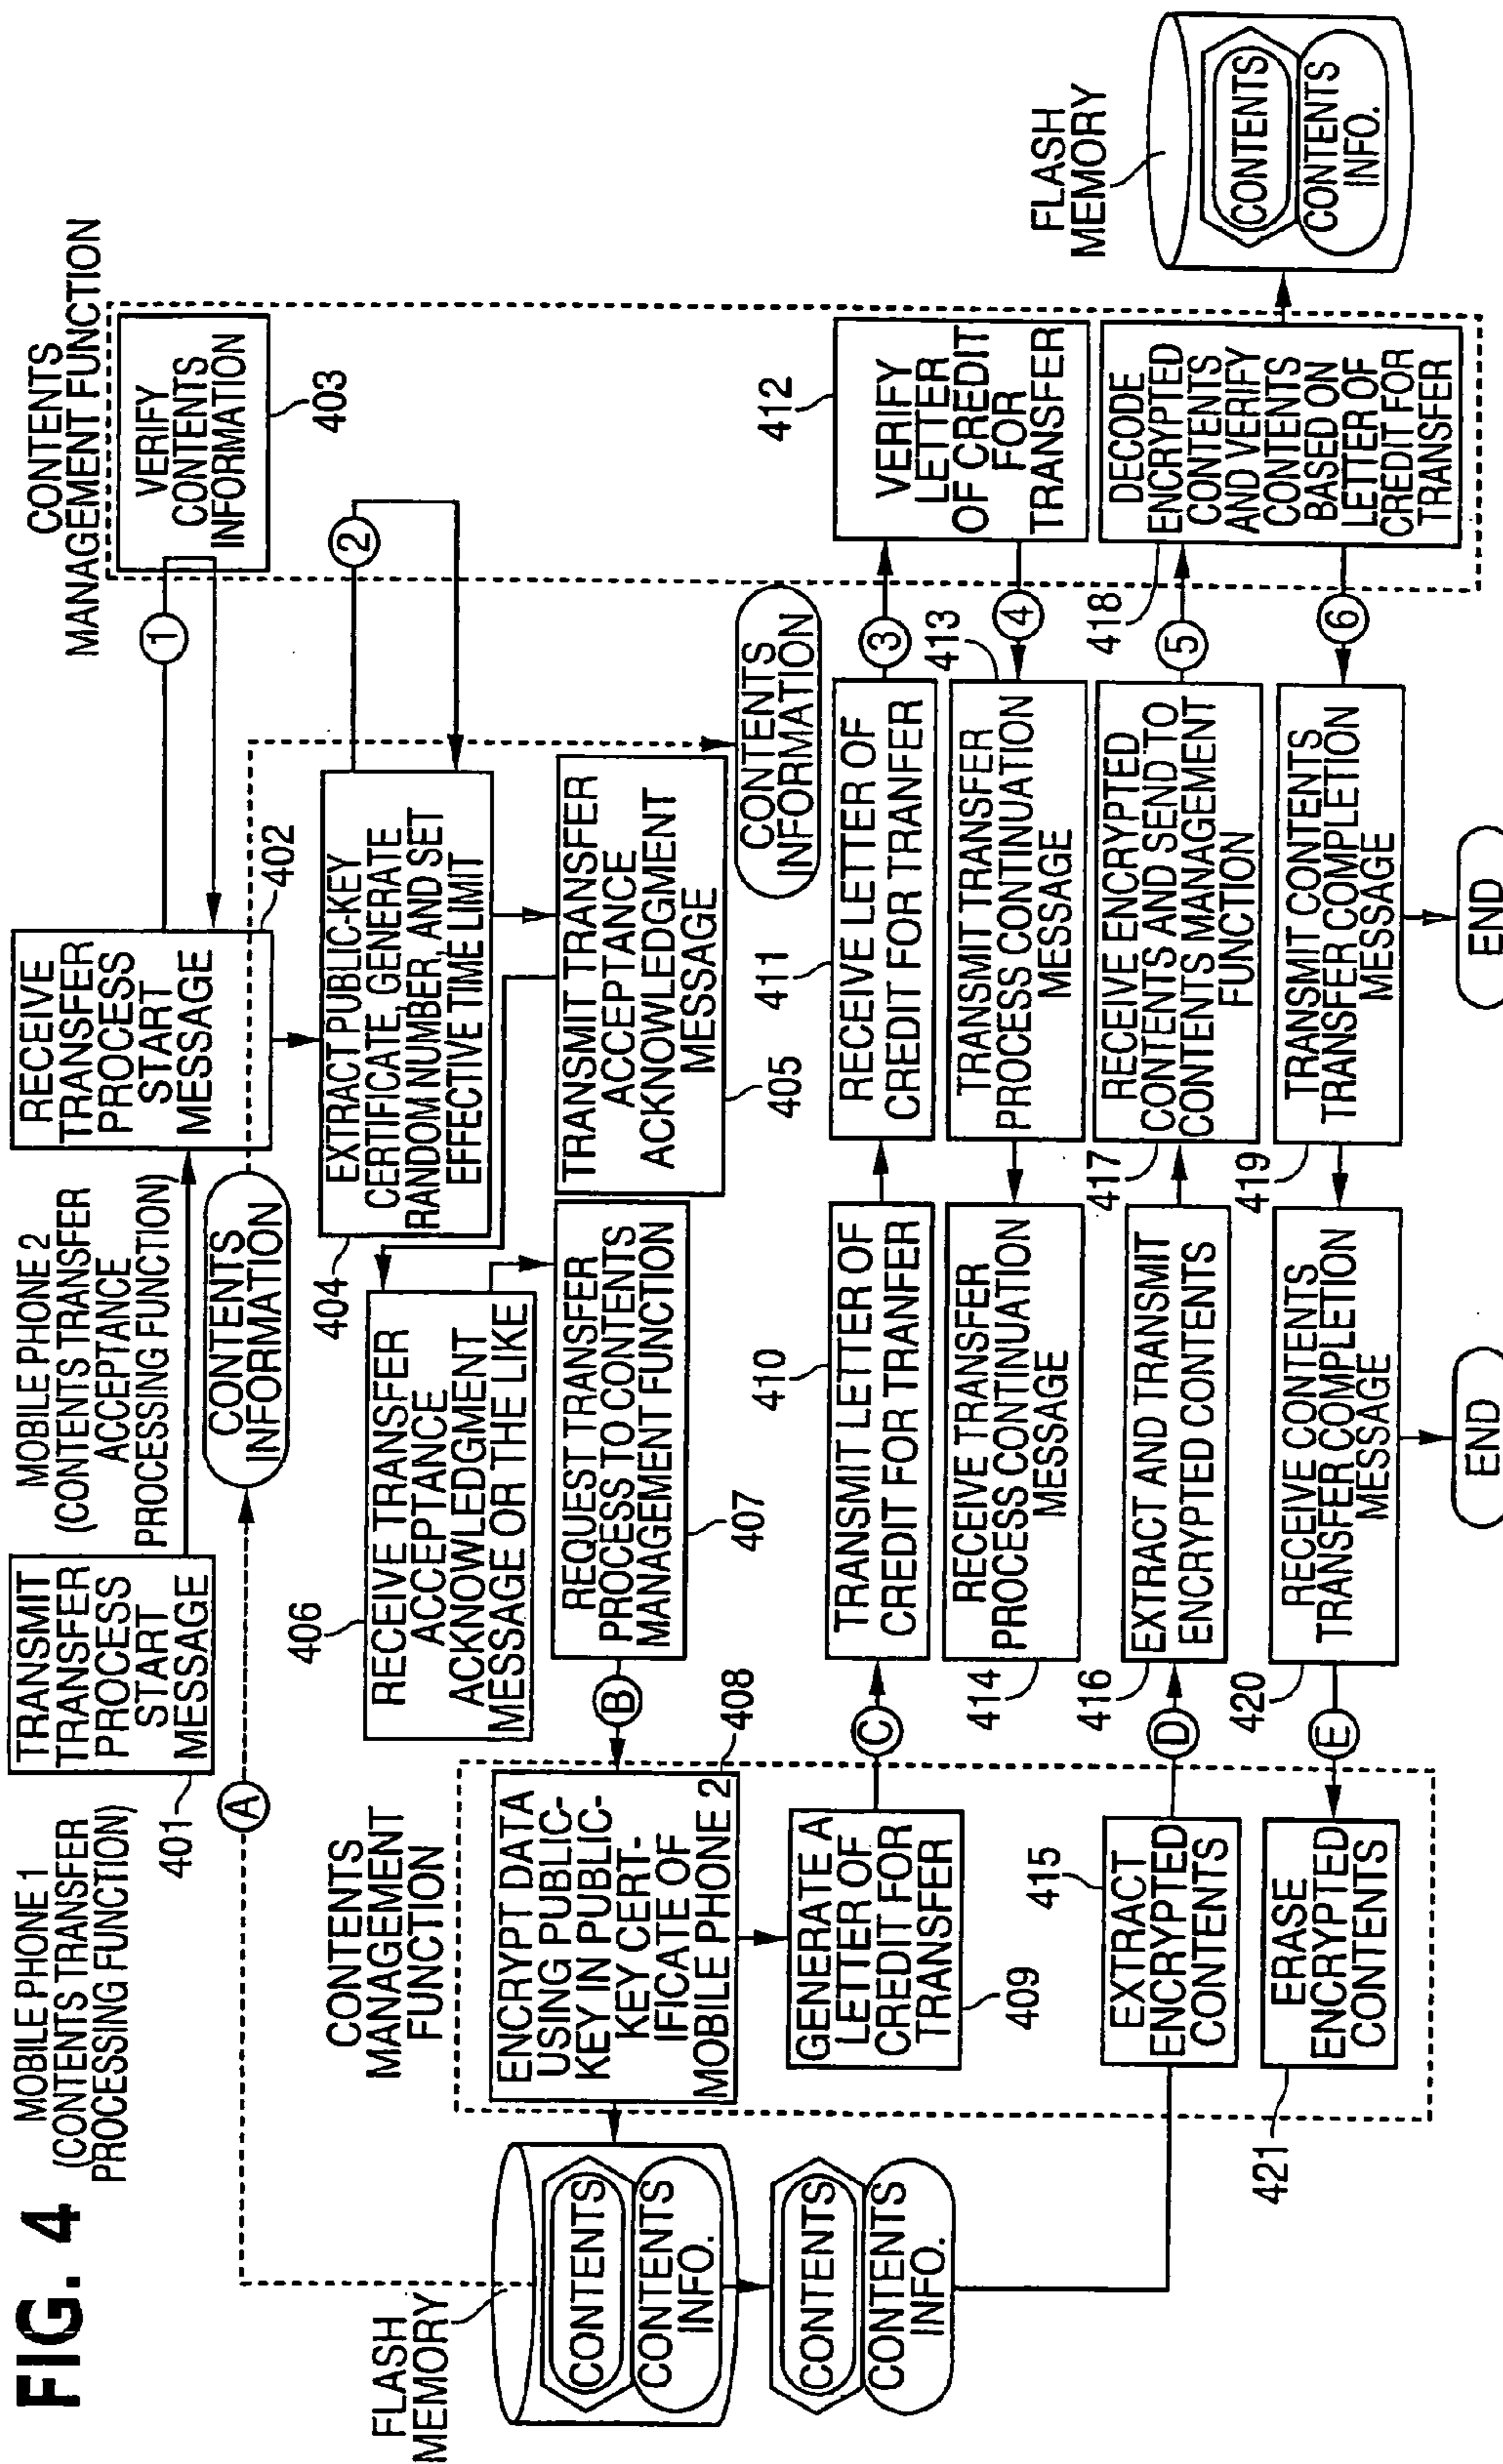 FIG. 4
MOBILE PHONE 1
(CONTENTS TRANSFER
PROCESSING FUNCTION)
MOBILE PHONE 2
(CONTENTS TRANSFER
ACCEPTANCE
PROCESSING FUNCTION)
CONTENTS
MANAGEMENT FUNCTION
TRANSMIT
TRANSFER
PROCESS
START
MESSAGE
401
RECEIVE
TRANSFER
PROCESS
START
MESSAGE
402
1
VERIFY
CONTENTS
INFORMATION
403
A
CONTENTS
INFORMATION
EXTRACT PUBLIC-KEY
CERTIFICATE, GENERATE
RANDOM NUMBER, AND SET
EFFECTIVE TIME LIMIT
404
2
TRANSMIT TRANSFER
ACCEPTANCE
ACKNOWLEDGMENT
MESSAGE
405
CONTENTS
INFORMATION
406
RECEIVE TRANSFER
ACCEPTANCE
ACKNOWLEDGMENT
MESSAGE OR THE LIKE
REQUEST TRANSFER
PROCESS TO CONTENTS
MANAGEMENT FUNCTION
407
B
CONTENTS
MANAGEMENT
FUNCTION
408
ENCRYPT DATA
USING PUBLIC-
KEY IN PUBLIC-
KEY CERT-
IFICATE OF
MOBILE PHONE 2
FLASH
MEMORY
CONTENTS
CONTENTS
INFO.
CONTENTS
CONTENTS
INFO.
GENERATE A
LETTER OF
CREDIT FOR
TRANSFER
409
C
410
TRANSMIT LETTER OF
CREDIT FOR TRANSFER
411
RECEIVE LETTER OF
CREDIT FOR TRANFER
3
412
VERIFY
LETTER
OF CREDIT
FOR
TRANSFER
4
413
TRANSMIT TRANSFER
PROCESS CONTINUATION
MESSAGE
414
RECEIVE TRANSFER
PROCESS CONTINUATION
MESSAGE
415
EXTRACT
ENCRYPTED
CONTENTS
D
416
EXTRACT AND TRANSMIT
ENCRYPTED CONTENTS
417
RECEIVE ENCRYPTED
CONTENTS AND SEND TO
CONTENTS MANAGEMENT
FUNCTION
5
418
DECODE
ENCRYPTED
CONTENTS
AND VERIFY
CONTENTS
BASED ON
LETTER OF
CREDIT FOR
TRANSFER
FLASH
MEMORY
CONTENTS
CONTENTS
INFO.
6
419
TRANSMIT CONTENTS
TRANSFER COMPLETION
MESSAGE
END
420
RECEIVE CONTENTS
TRANSFER COMPLETION
MESSAGE
END
E
ERASE
ENCRYPTED
CONTENTS
421